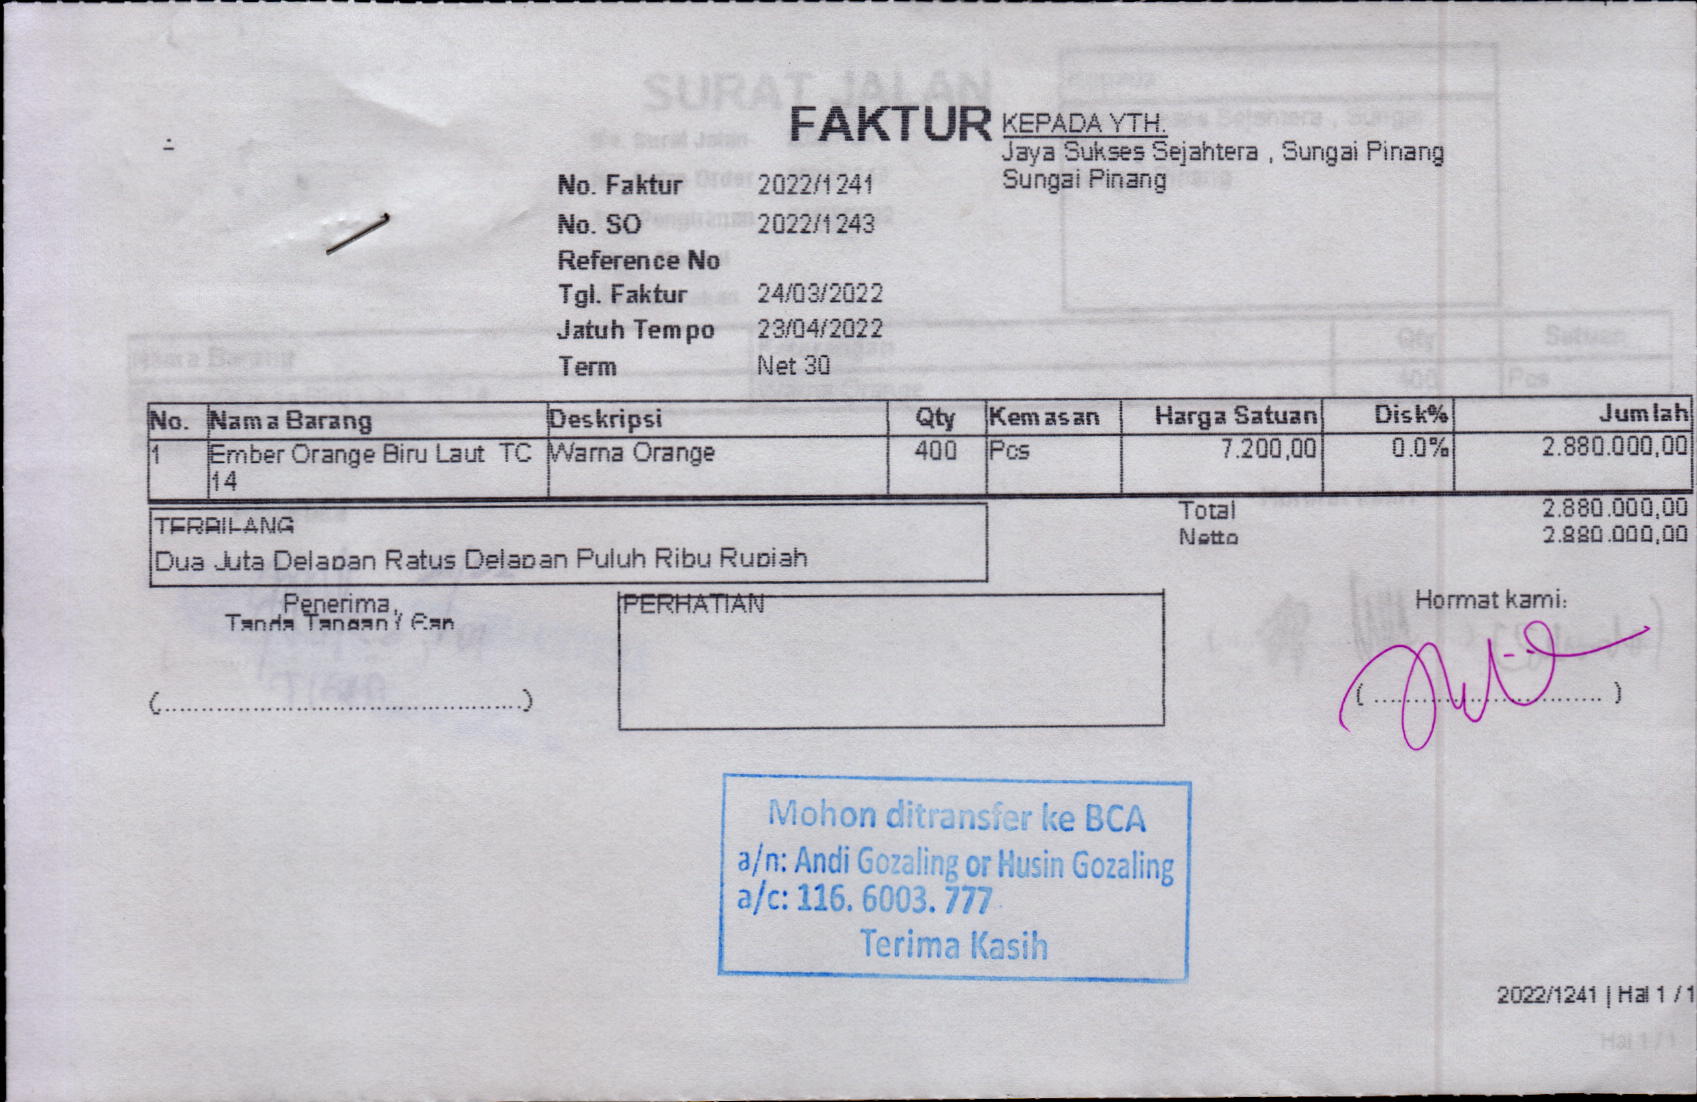 FAKTUR
KEPADA YTH.
Jaya Sukses Sejahtera , Sungai Pinang
Sungai Pinang
No. Faktur 2022/1241
No. SO 2022/1243
Reference No
Tgl. Faktur 24/03/2022
Jatuh Tempo 23/04/2022
Term Net 30
No. Nama Barang Deskripsi Qty Kemasan Harga Satuan Disk% Jumlah
1 Ember Orange Biru Laut TC Warna Orange 400 Pcs 7.200,00 0.0% 2.880.000,00
14
Total 2.880.000,00
Netto 2.880.000,00
TERBILANG
Dua Juta Delapan Ratus Delapan Puluh Ribu Rupiah
Penerima,
Tanda Tangan / Cap
(..............................................)
PERHATIAN
Hormat kami:
(..............................)
Mohon ditransfer ke BCA
a/n: Andi Gozaling or Husin Gozaling
a/c: 116. 6003. 777
Terima Kasih
2022/1241 | Hal 1 / 1
SURAT JALAN
Hal 1 / 1